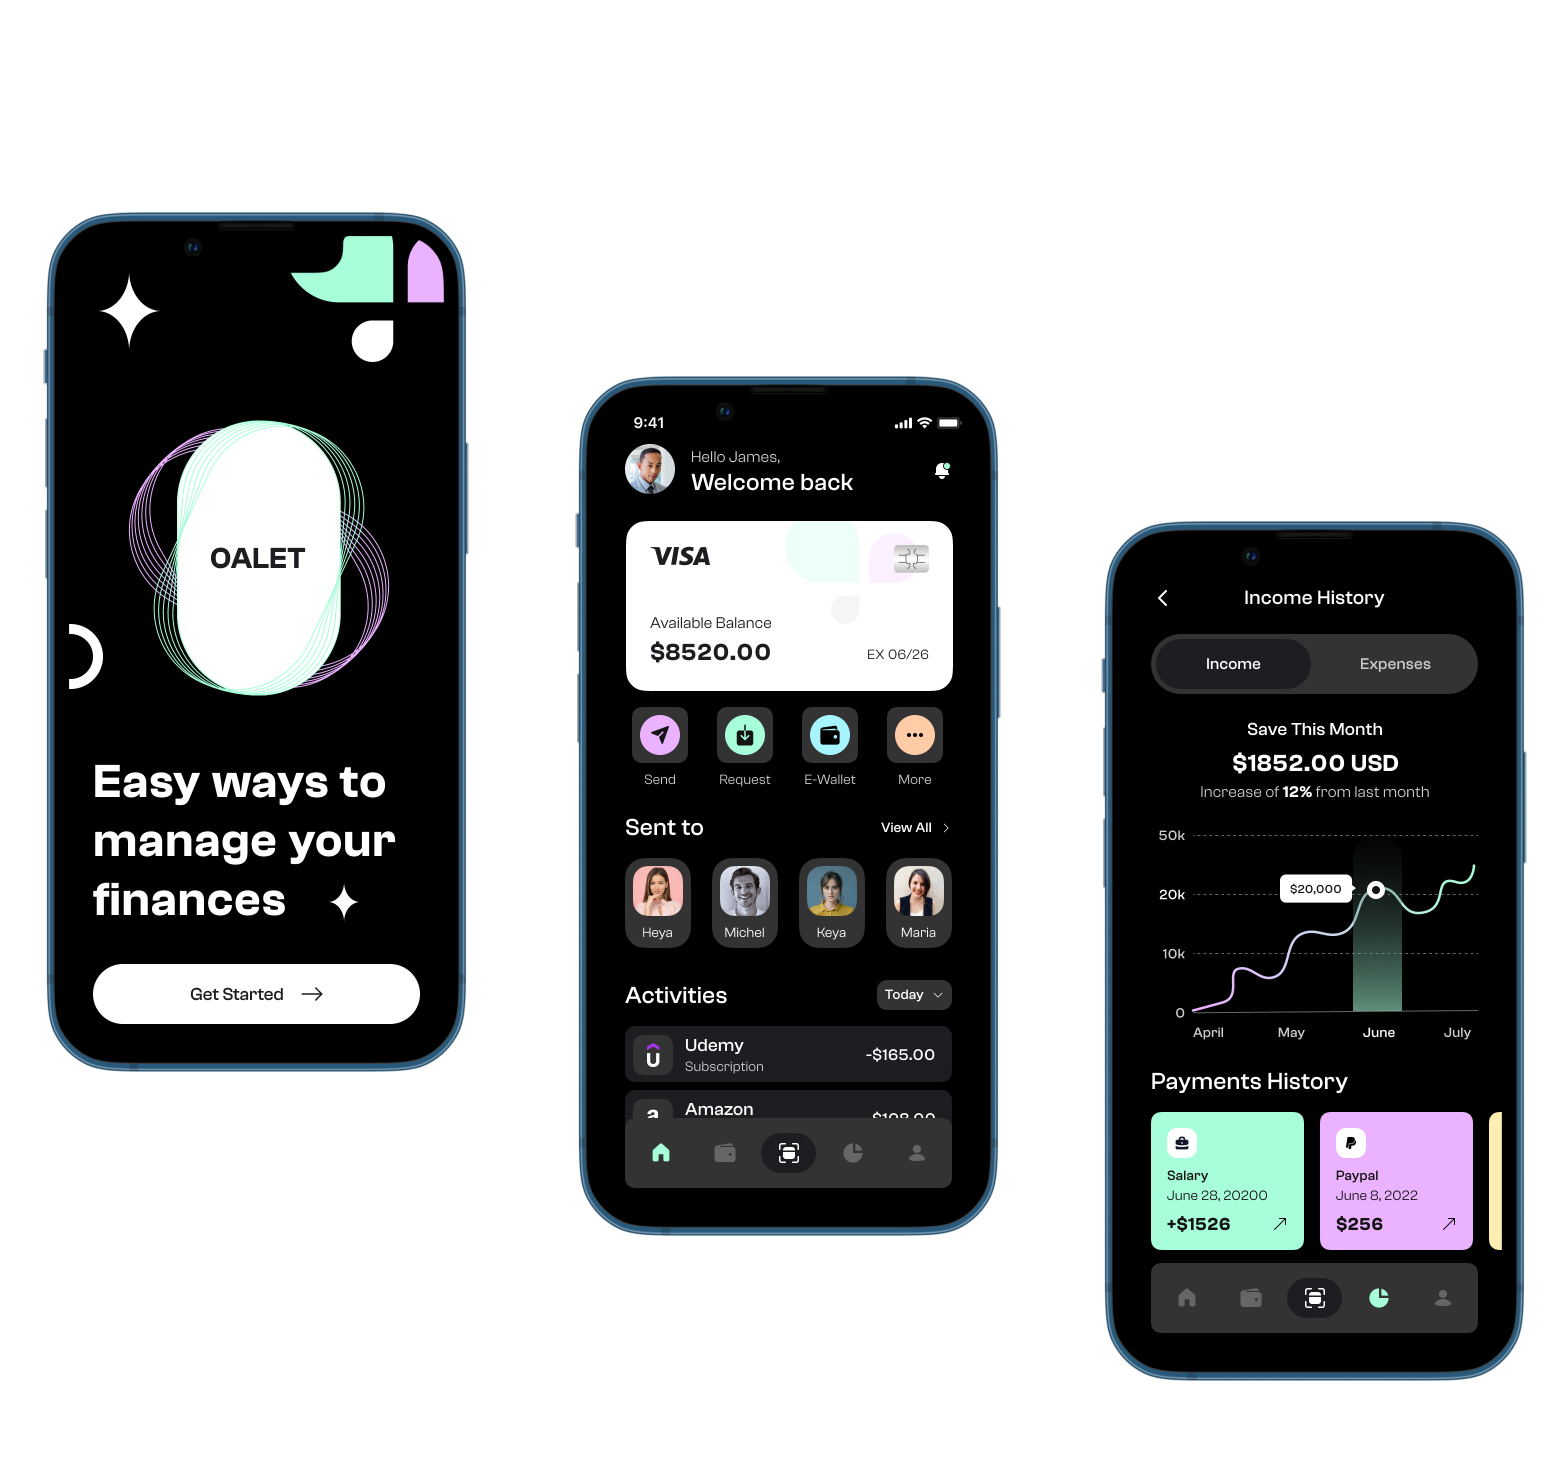 OALET
Easy ways to
manage your
finances
Get Started
9:41
Hello James,
Welcome back
VISA
Available Balance
$8520.00
EX 06/26
Send Request E-Wallet More
Sent to View All
Heya Michel Keya Maria
Activities Today
Udemy
Subscription
-$165.00
Amazon
Income History
Income Expenses
Save This Month
$1852.00 USD
Increase of 12% from last month
50k
20k
$20,000
10k
0
April May June July
Payments History
Salary
June 28, 20200
+$1526
Paypal
June 8, 2022
$256